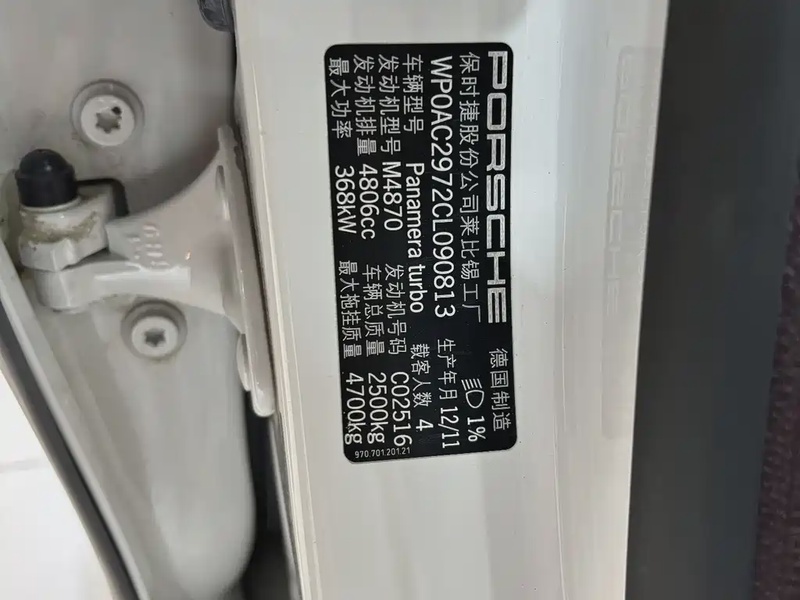 PORSCHE
保时捷股份公司莱比锡工厂 德国制造
WP0AC2972CL090813 1%
车辆型号 Panamera turbo 生产年月 12/11
发动机型号 M4870 载客人数 4
发动机排量 4806cc 发动机号码 C02516
最大功率 368kW 车辆总质量 2500kg
最大拖挂质量 4700kg
970.701.201.21